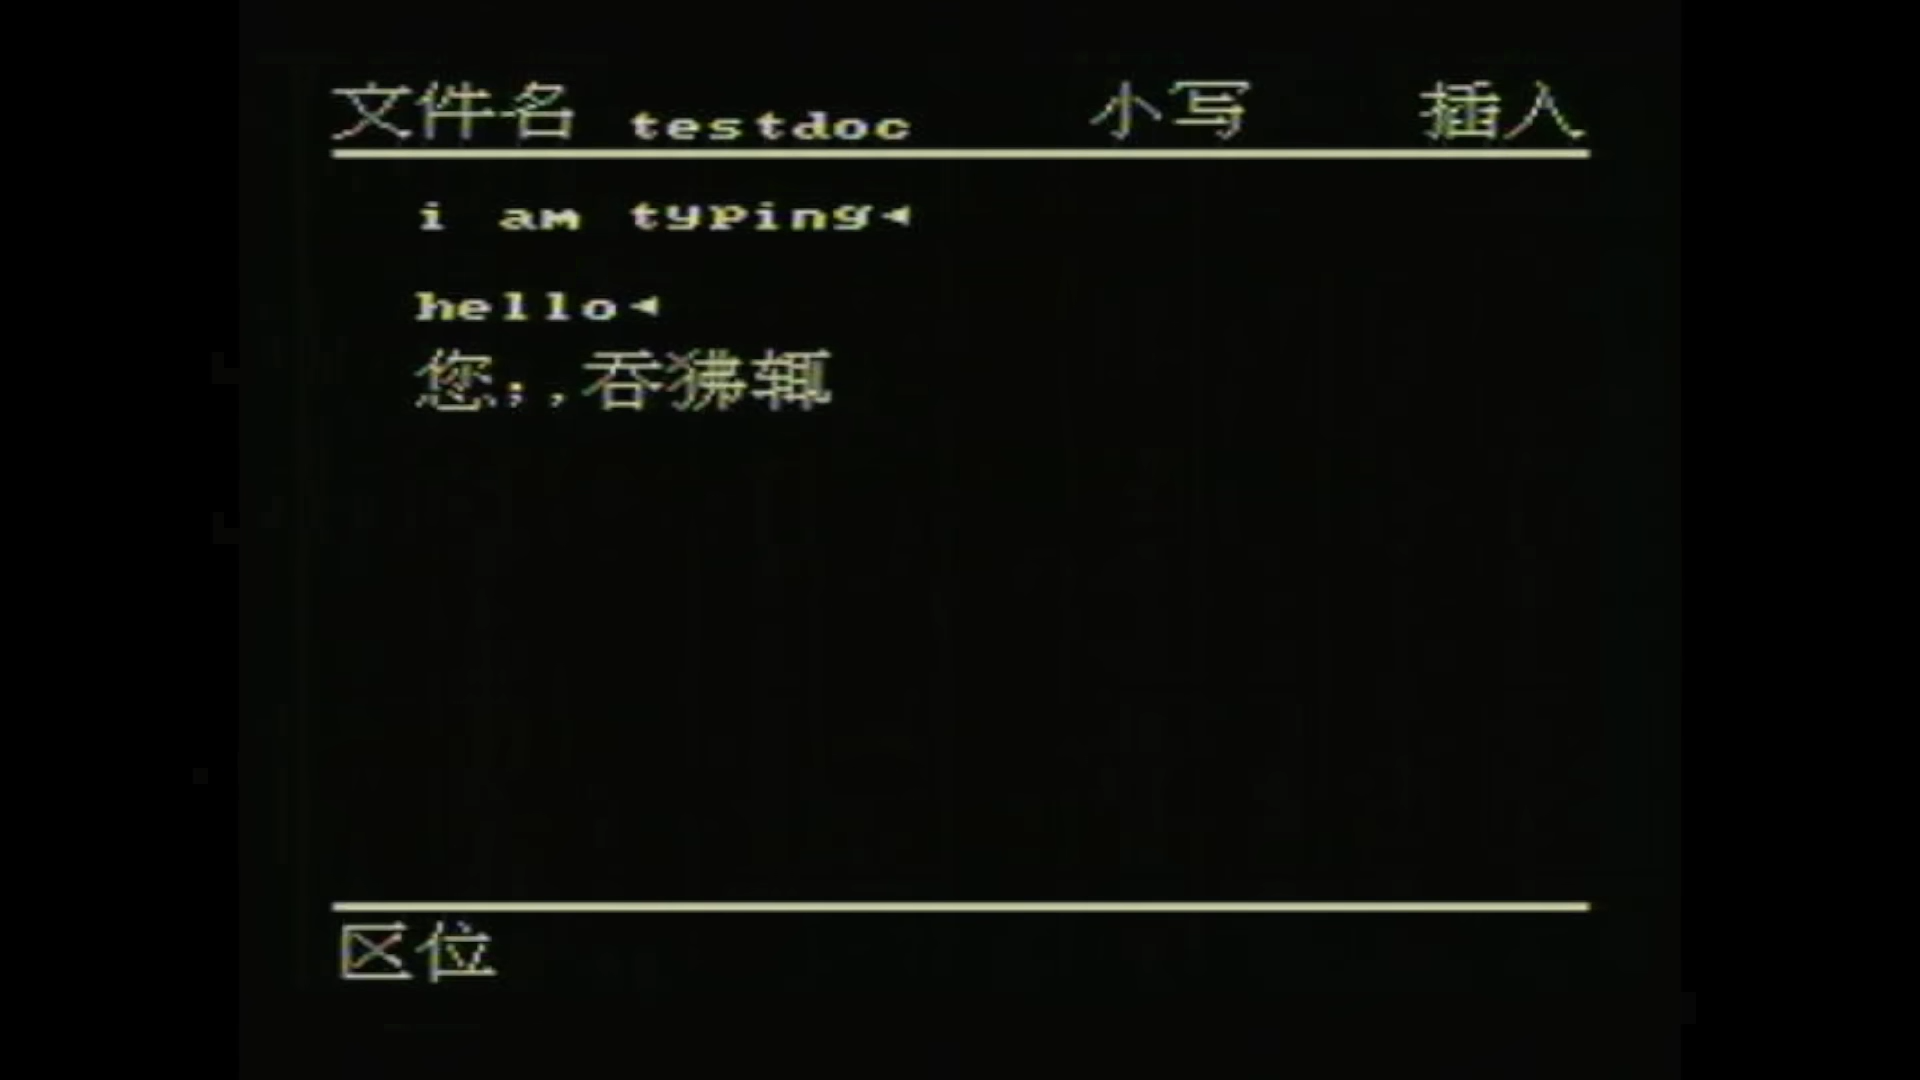 文件名 testdoc 小写 插入
i am typing◄
hello◄
您;,吞狒辄
区位